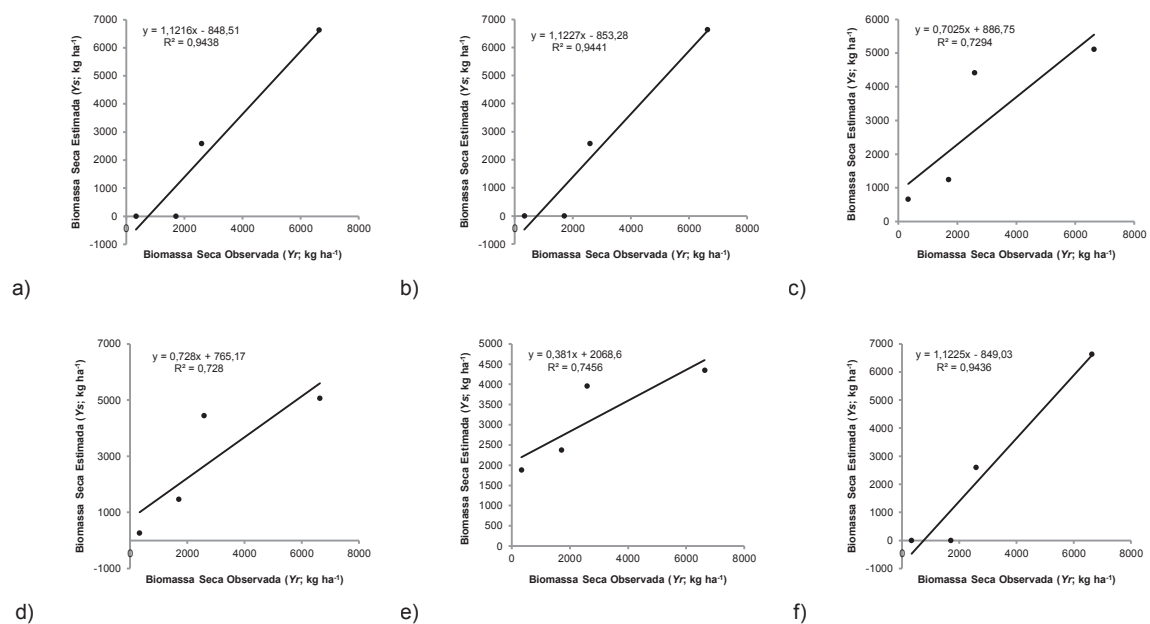 7000
6000
5000
4000
3000
2000
1000
0
-1000
0 2000 4000 6000 8000
y = 1,1216x - 848,51
R² = 0,9438
Biomassa Seca Estimada (Ys; kg ha⁻¹)
Biomassa Seca Observada (Yr; kg ha⁻¹)
a)
7000
6000
5000
4000
3000
2000
1000
0
-1000
0 2000 4000 6000 8000
y = 1,1227x - 853,28
R² = 0,9441
Biomassa Seca Estimada (Ys; kg ha⁻¹)
Biomassa Seca Observada (Yr; kg ha⁻¹)
b)
6000
5000
4000
3000
2000
1000
0
0 2000 4000 6000 8000
y = 0,7025x + 886,75
R² = 0,7294
Biomassa Seca Estimada (Ys; kg ha⁻¹)
Biomassa Seca Observada (Yr; kg ha⁻¹)
c)
7000
5000
3000
1000
-1000
0 2000 4000 6000 8000
y = 0,728x + 765,17
R² = 0,728
Biomassa Seca Estimada (Ys; kg ha⁻¹)
Biomassa Seca Observada (Yr; kg ha⁻¹)
d)
5000
4500
4000
3500
3000
2500
2000
1500
1000
500
0
0 2000 4000 6000 8000
y = 0,381x + 2068,6
R² = 0,7456
Biomassa Seca Estimada (Ys; kg ha⁻¹)
Biomassa Seca Observada (Yr; kg ha⁻¹)
e)
7000
6000
5000
4000
3000
2000
1000
0
-1000
0 2000 4000 6000 8000
y = 1,1225x - 849,03
R² = 0,9436
Biomassa Seca Estimada (Ys; kg ha⁻¹)
Biomassa Seca Observada (Yr; kg ha⁻¹)
f)